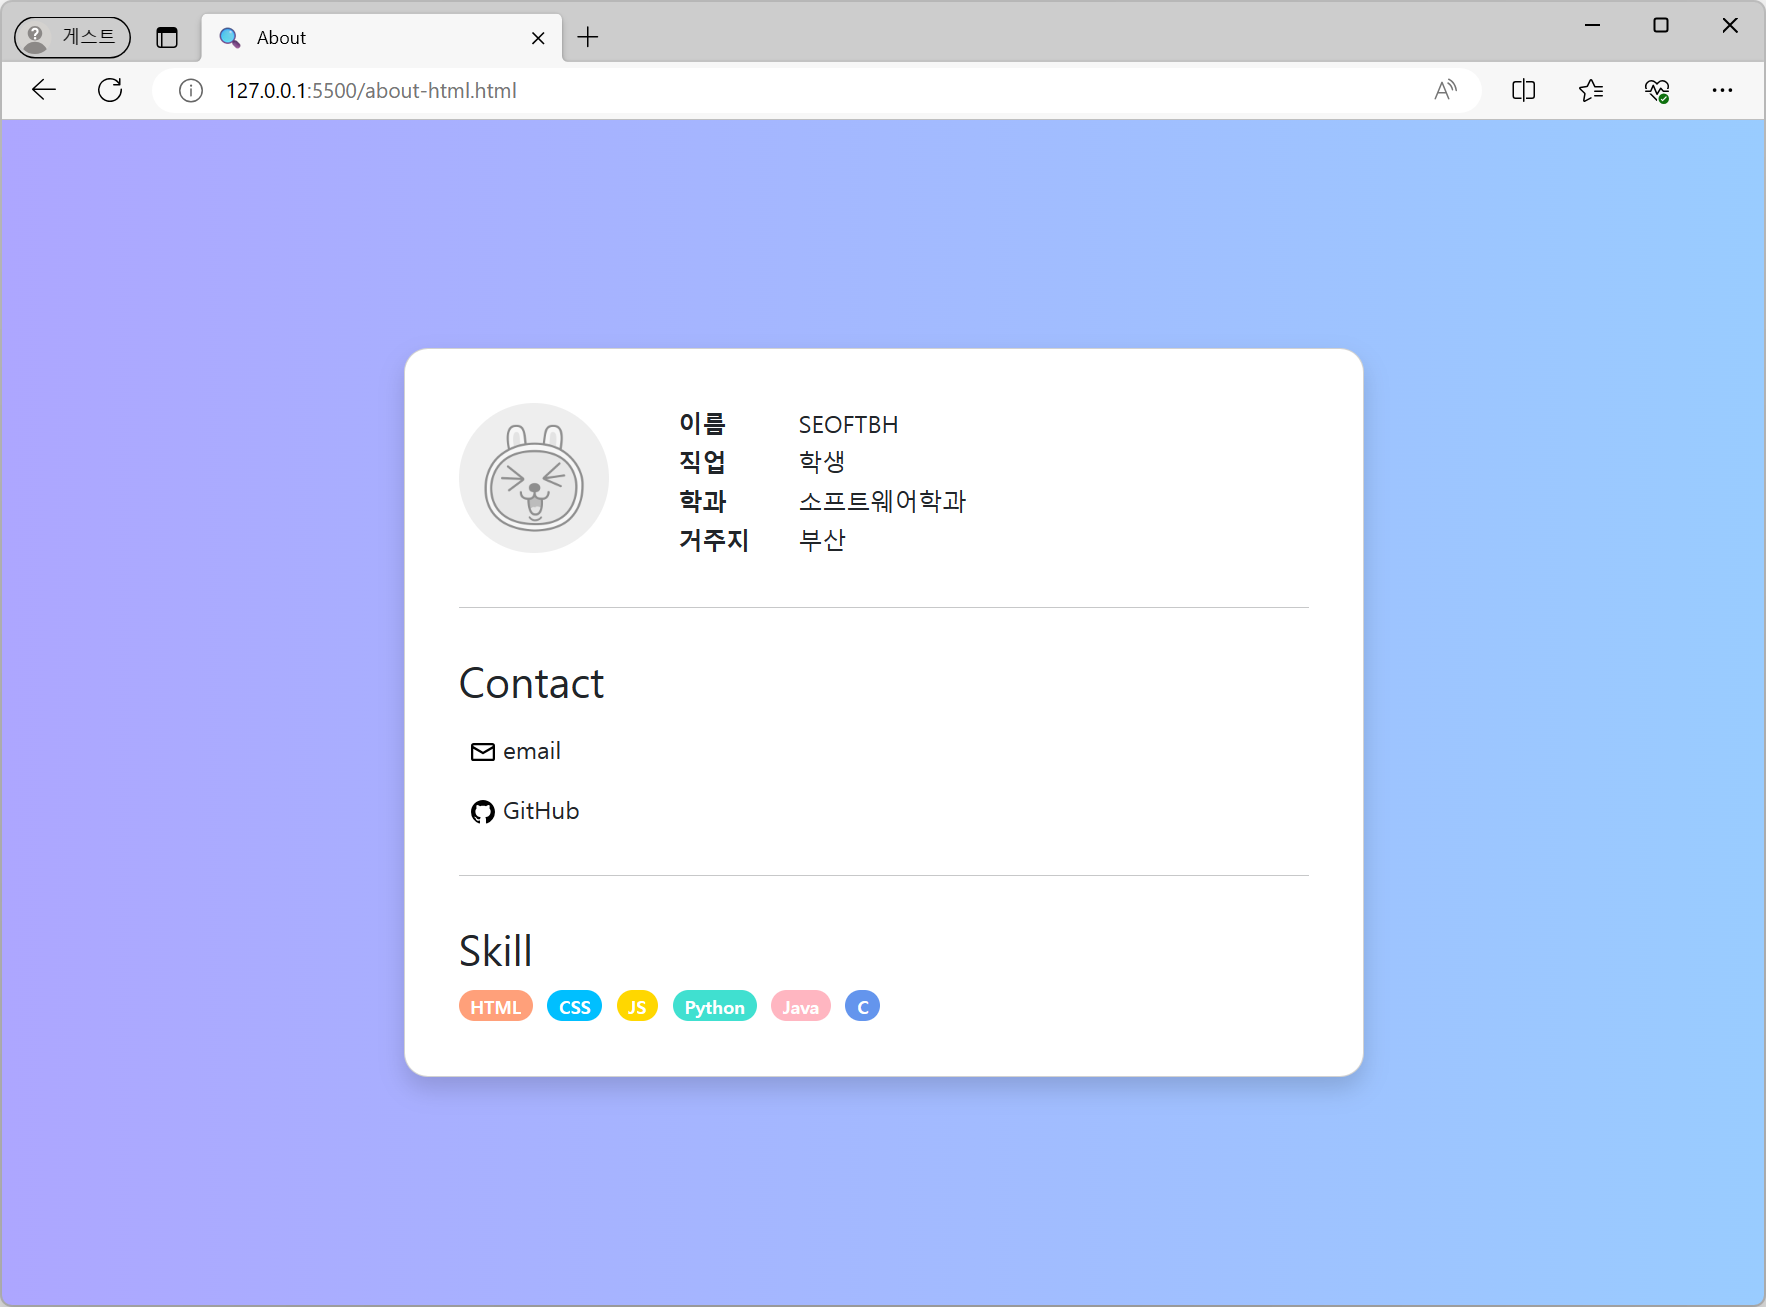 게스트
About
127.0.0.1:5500/about-html.html
이름 SEOFTBH
직업 학생
학과 소프트웨어학과
거주지 부산
Contact
email
GitHub
Skill
HTML CSS JS Python Java C